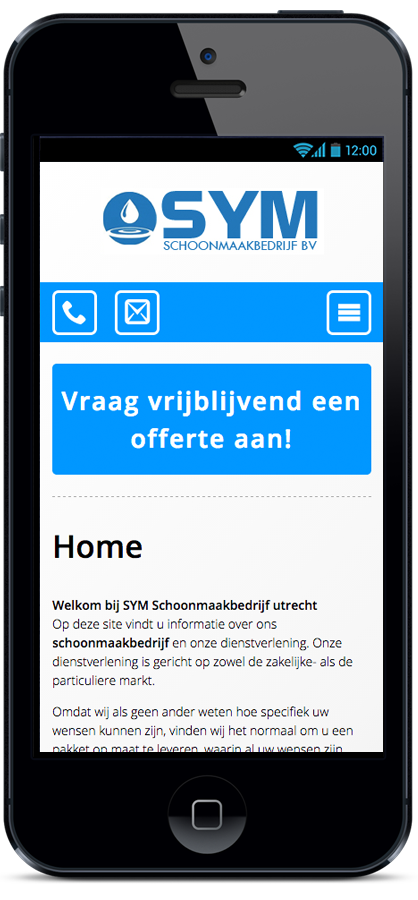 12:00
SYM
SCHOONMAAKBEDRIJF BV
Vraag vrijblijvend een
offerte aan!
Home
Welkom bij SYM Schoonmaakbedrijf utrecht
Op deze site vindt u informatie over ons
schoonmaakbedrijf en onze dienstverlening. Onze
dienstverlening is gericht op zowel de zakelijke- als de
particuliere markt.
Omdat wij als geen ander weten hoe specifiek uw
wensen kunnen zijn, vinden wij het normaal om u een
pakket op maat te leveren, waarin al uw wensen zijn